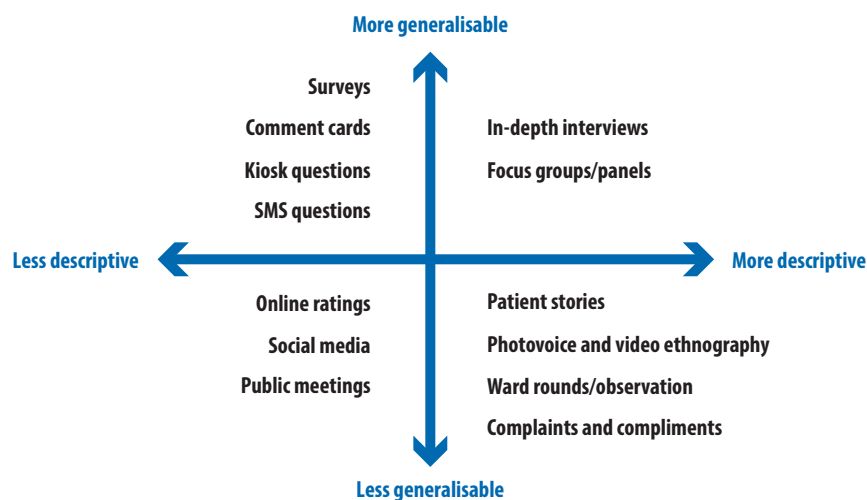 More generalisable
Surveys
Comment cards
Kiosk questions
SMS questions
In-depth interviews
Focus groups/panels
Less descriptive
More descriptive
Online ratings
Social media
Public meetings
Patient stories
Photovoice and video ethnography
Ward rounds/observation
Complaints and compliments
Less generalisable